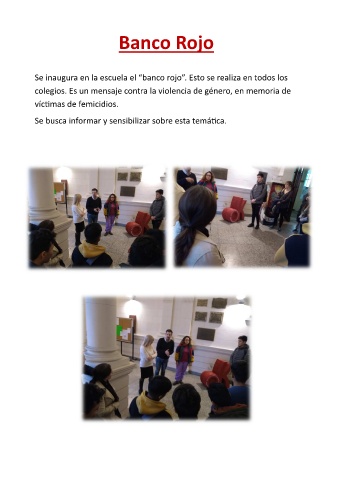 Banco Rojo
Se inaugura en la escuela el “banco rojo”. Esto se realiza en todos los
colegios. Es un mensaje contra la violencia de género, en memoria de
víctimas de femicidios.
Se busca informar y sensibilizar sobre esta temática.